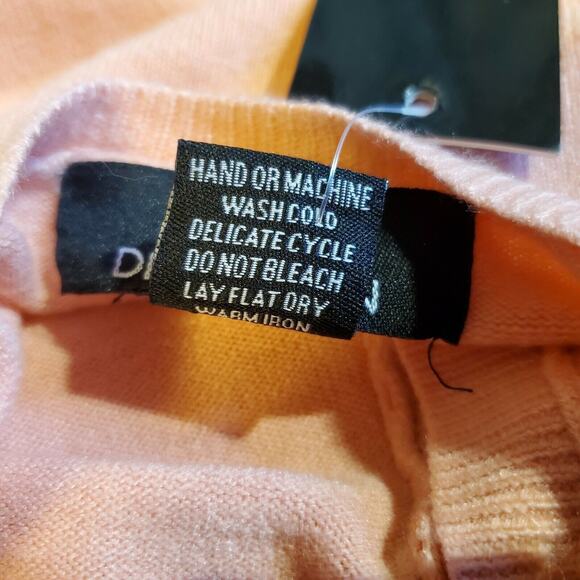 HAND OR MACHINE
WASH COLD
DELICATE CYCLE
DO NOT BLEACH
LAY FLAT DRY
WARM IRON